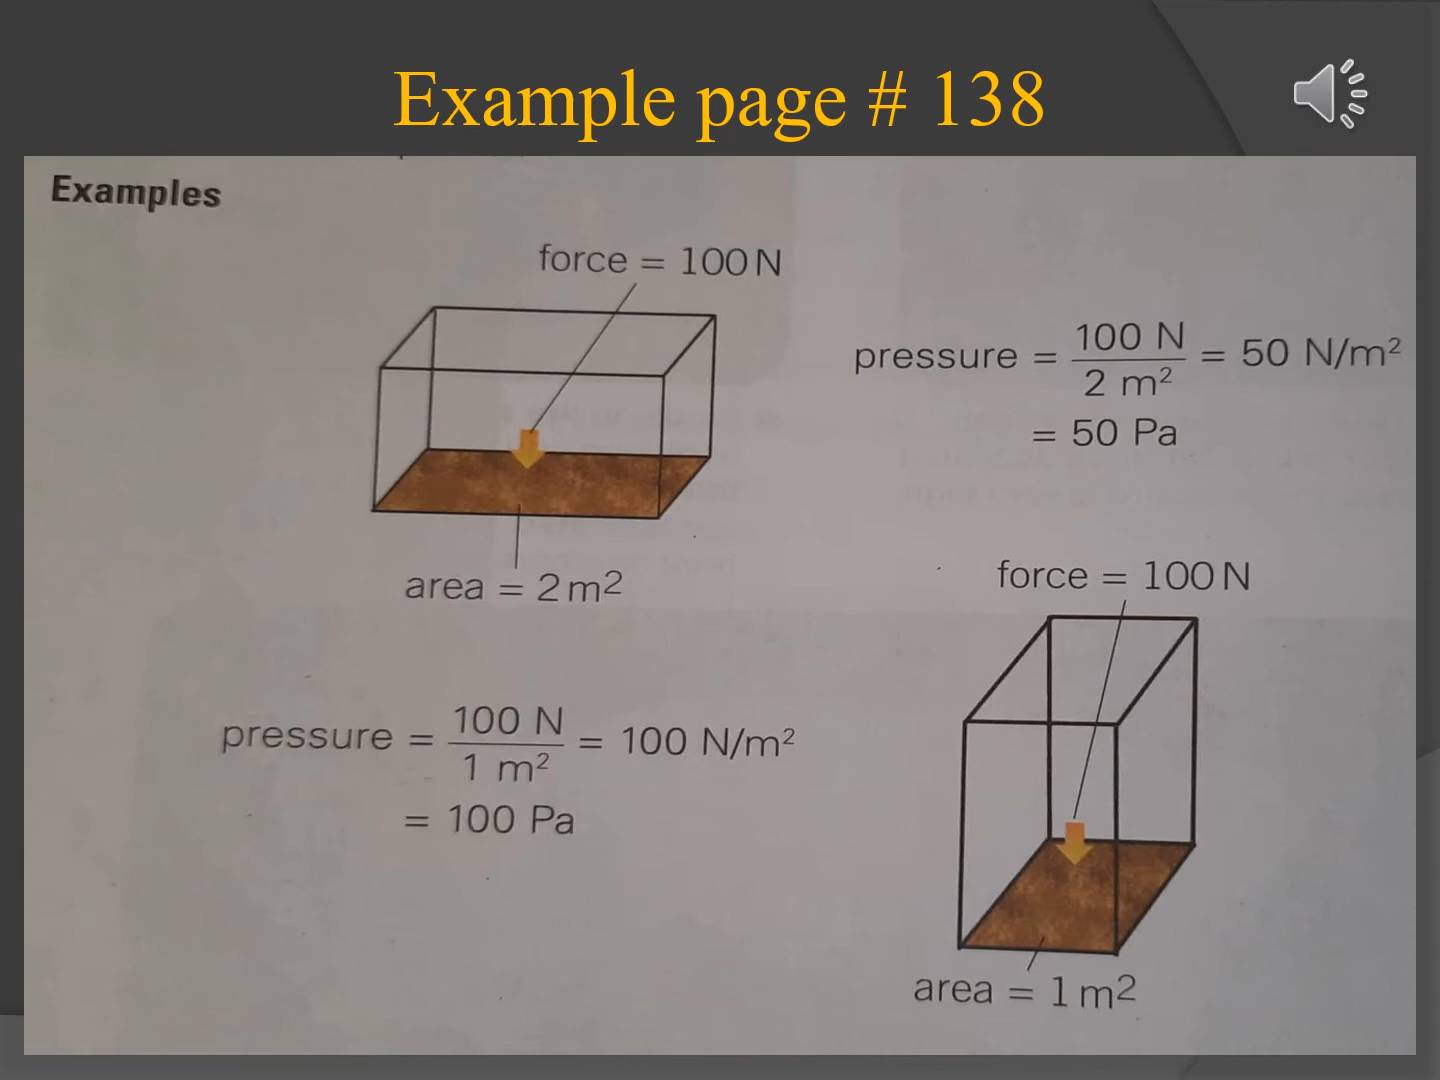 Example page # 138
Examples
force = 100 N
pressure = 100 N / 2 m² = 50 N/m²
= 50 Pa
area = 2 m²
force = 100 N
pressure = 100 N / 1 m² = 100 N/m²
= 100 Pa
area = 1 m²